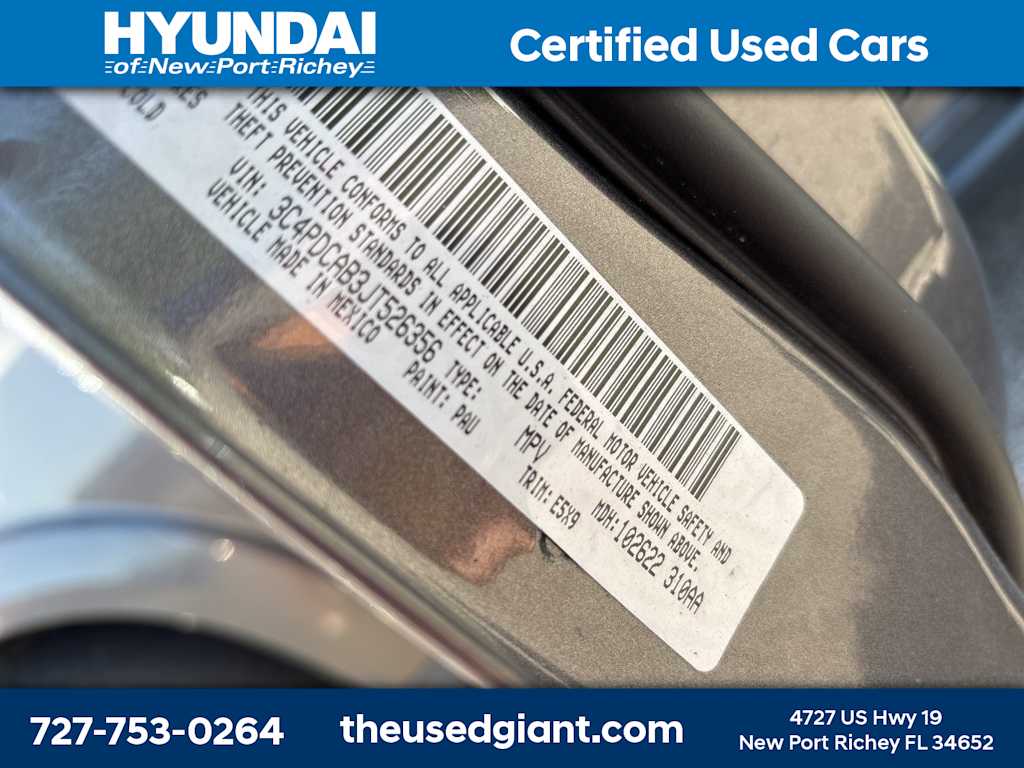 HYUNDAI
of New Port Richey
Certified Used Cars
COLD
THIS VEHICLE CONFORMS TO ALL APPLICABLE U.S.A. FEDERAL MOTOR VEHICLE SAFETY AND
THEFT PREVENTION STANDARDS IN EFFECT ON THE DATE OF MANUFACTURE SHOWN ABOVE.
VIN: 3C4PDCAB3JT526356 TYPE: MPV MDH:102622 310AA
VEHICLE MADE IN MEXICO PAINT: PAU TRIM: E5X9
727-753-0264
theusedgiant.com
4727 US Hwy 19
New Port Richey FL 34652